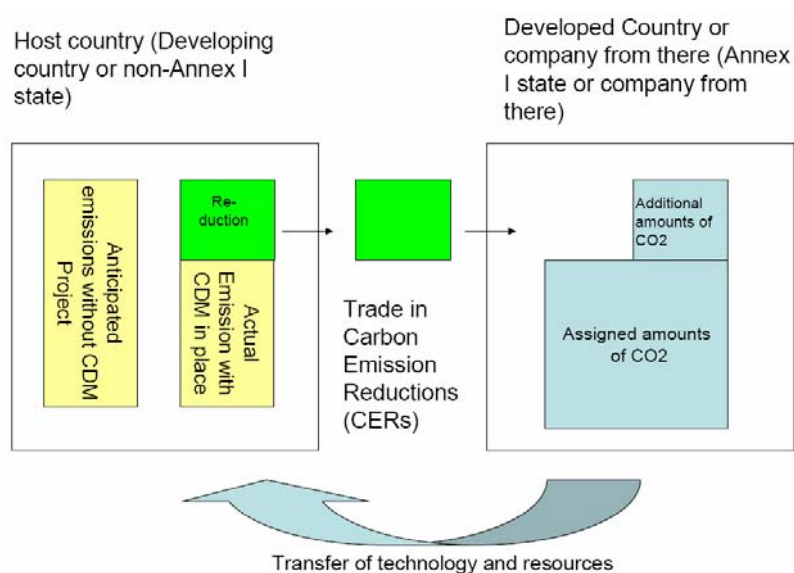 Host country (Developing
country or non-Annex I
state)
Developed Country or
company from there (Annex
I state or company from
there)
Anticipated
emissions without CDM
Project
Re-
duction
Actual
Emission with
CDM in place
Trade in
Carbon
Emission
Reductions
(CERs)
Additional
amounts of
CO2
Assigned amounts
of CO2
Transfer of technology and resources